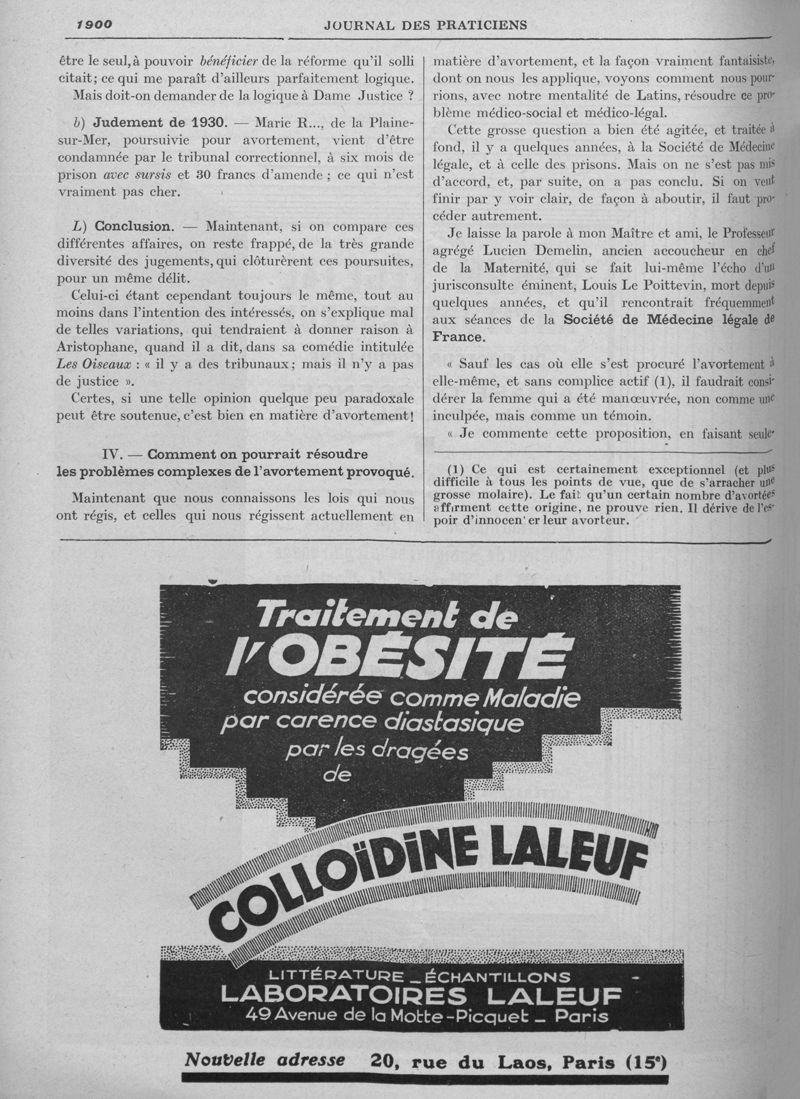 1900
JOURNAL DES PRATICIENS
être le seul, à pouvoir bénéficier de la réforme qu'il solli
citait; ce qui me paraît d'ailleurs parfaitement logique.
Mais doit-on demander de la logique à Dame Justice ?
b) Judement de 1930. — Marie R..., de la Plaine-
sur-Mer, poursuivie pour avortement, vient d'être
condamnée par le tribunal correctionnel, à six mois de
prison avec sursis et 30 francs d'amende ; ce qui n'est
vraiment pas cher.
L) Conclusion. — Maintenant, si on compare ces
différentes affaires, on reste frappé, de la très grande
diversité des jugements, qui clôturèrent ces poursuites,
pour un même délit.
Celui-ci étant cependant toujours le même, tout au
moins dans l'intention des intéressés, on s'explique mal
de telles variations, qui tendraient à donner raison à
Aristophane, quand il a dit, dans sa comédie intitulée
Les Oiseaux : « il y a des tribunaux ; mais il n'y a pas
de justice ».
Certes, si une telle opinion quelque peu paradoxale
peut être soutenue, c'est bien en matière d'avortement!
IV. — Comment on pourrait résoudre
les problèmes complexes de l'avortement provoqué.
Maintenant que nous connaissons les lois qui nous
ont régis, et celles qui nous régissent actuellement en
matière d'avortement, et la façon vraiment fantaisiste,
dont on nous les applique, voyons comment nous pour-
rions, avec notre mentalité de Latins, résoudre ce pro-
blème médico-social et médico-légal.
Cette grosse question a bien été agitée, et traitée à
fond, il y a quelques années, à la Société de Médecine
légale, et à celle des prisons. Mais on ne s'est pas mis
d'accord, et, par suite, on a pas conclu. Si on veut
finir par y voir clair, de façon à aboutir, il faut pro-
céder autrement.
Je laisse la parole à mon Maître et ami, le Professeur
agrégé Lucien Demelin, ancien accoucheur en chef
de la Maternité, qui se fait lui-même l'écho d'un
jurisconsulte éminent, Louis Le Poittevin, mort depuis
quelques années, et qu'il rencontrait fréquemment
aux séances de la Société de Médecine légale de
France.
« Sauf les cas où elle s'est procuré l'avortement à
elle-même, et sans complice actif (1), il faudrait consi-
dérer la femme qui a été manœuvrée, non comme une
inculpée, mais comme un témoin.
« Je commente cette proposition, en faisant seule-
(1) Ce qui est certainement exceptionnel (et plus
difficile à tous les points de vue, que de s'arracher une
grosse molaire). Le fait qu'un certain nombre d'avortées
affirment cette origine, ne prouve rien. Il dérive de l'es-
poir d'innocen er leur avorteur.
Traitement de
l'OBÉSITÉ
considérée comme Maladie
par carence diastasique
par les dragées
de
COLLOÏDINE LALEUF
LITTÉRATURE _ ÉCHANTILLONS
LABORATOIRES LALEUF
49 Avenue de la Motte-Picquet _ Paris
Nouvelle adresse 20, rue du Laos, Paris (15e)